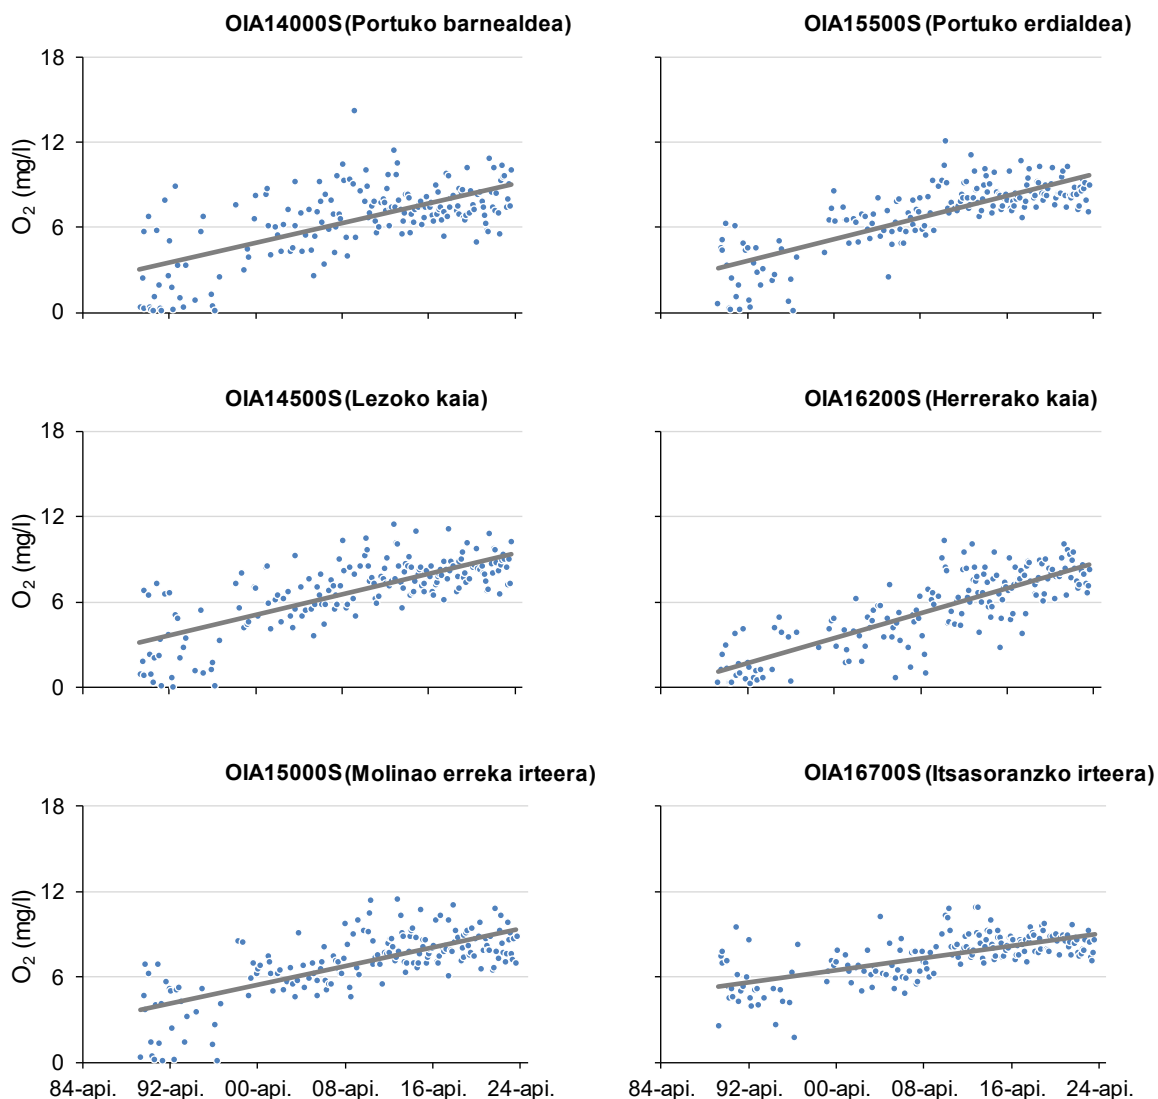 OIA14000S (Portuko barnealdea)
OIA15500S (Portuko erdialdea)
18
12
6
0
O₂ (mg/l)
OIA14500S (Lezoko kaia)
OIA16200S (Herrerako kaia)
18
12
6
0
O₂ (mg/l)
OIA15000S (Molinao erreka irteera)
OIA16700S (Itsasoranzko irteera)
18
12
6
0
O₂ (mg/l)
84-api. 92-api. 00-api. 08-api. 16-api. 24-api.
84-api. 92-api. 00-api. 08-api. 16-api. 24-api.